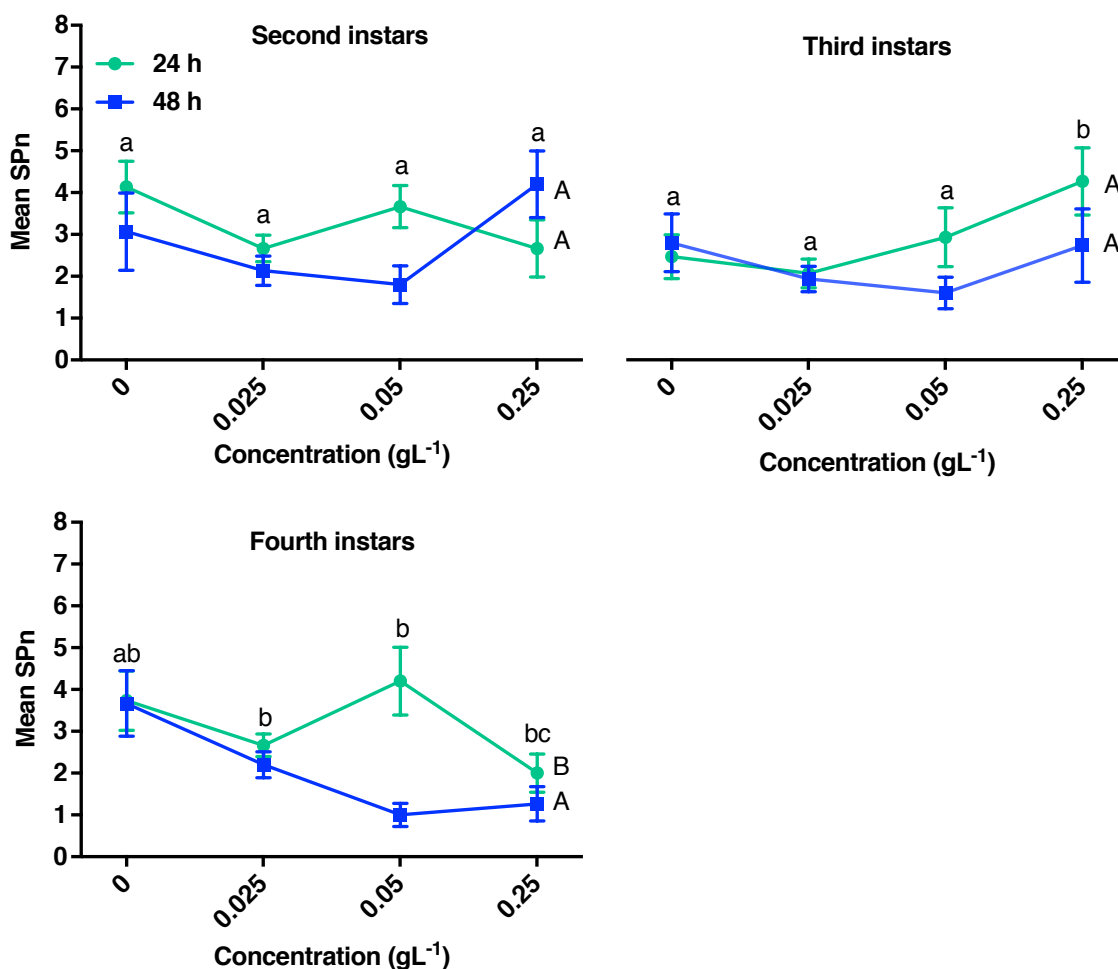 Second instars
24 h
48 h
Mean SPn
8
7
6
5
4
3
2
1
0
a
a
a
a
A
A
0
0.025
0.05
0.25
Concentration (gL-1)
Third instars
a
a
a
b
A
A
0
0.025
0.05
0.25
Concentration (gL-1)
Fourth instars
Mean SPn
8
7
6
5
4
3
2
1
0
ab
b
b
bc
B
A
0
0.025
0.05
0.25
Concentration (gL-1)